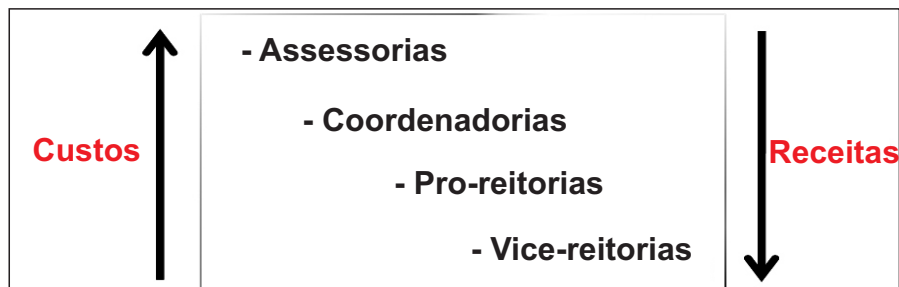 - Assessorias
- Coordenadorias
Custos
Receitas
- Pro-reitorias
- Vice-reitorias